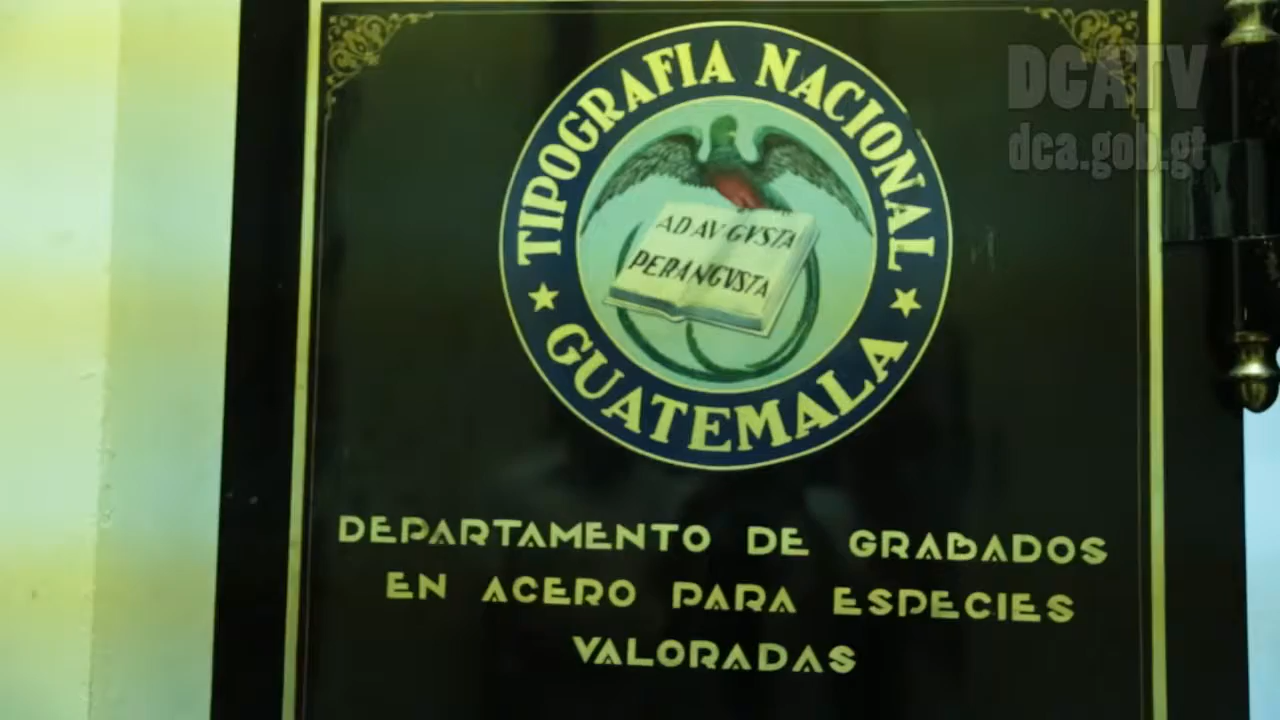 TIPOGRAFIA NACIONAL
AD AVGVSTA
PER ANGVSTA
GUATEMALA
DEPARTAMENTO DE GRABADOS
EN ACERO PARA ESPECIES
VALORADAS
DCATV
dca.gob.gt